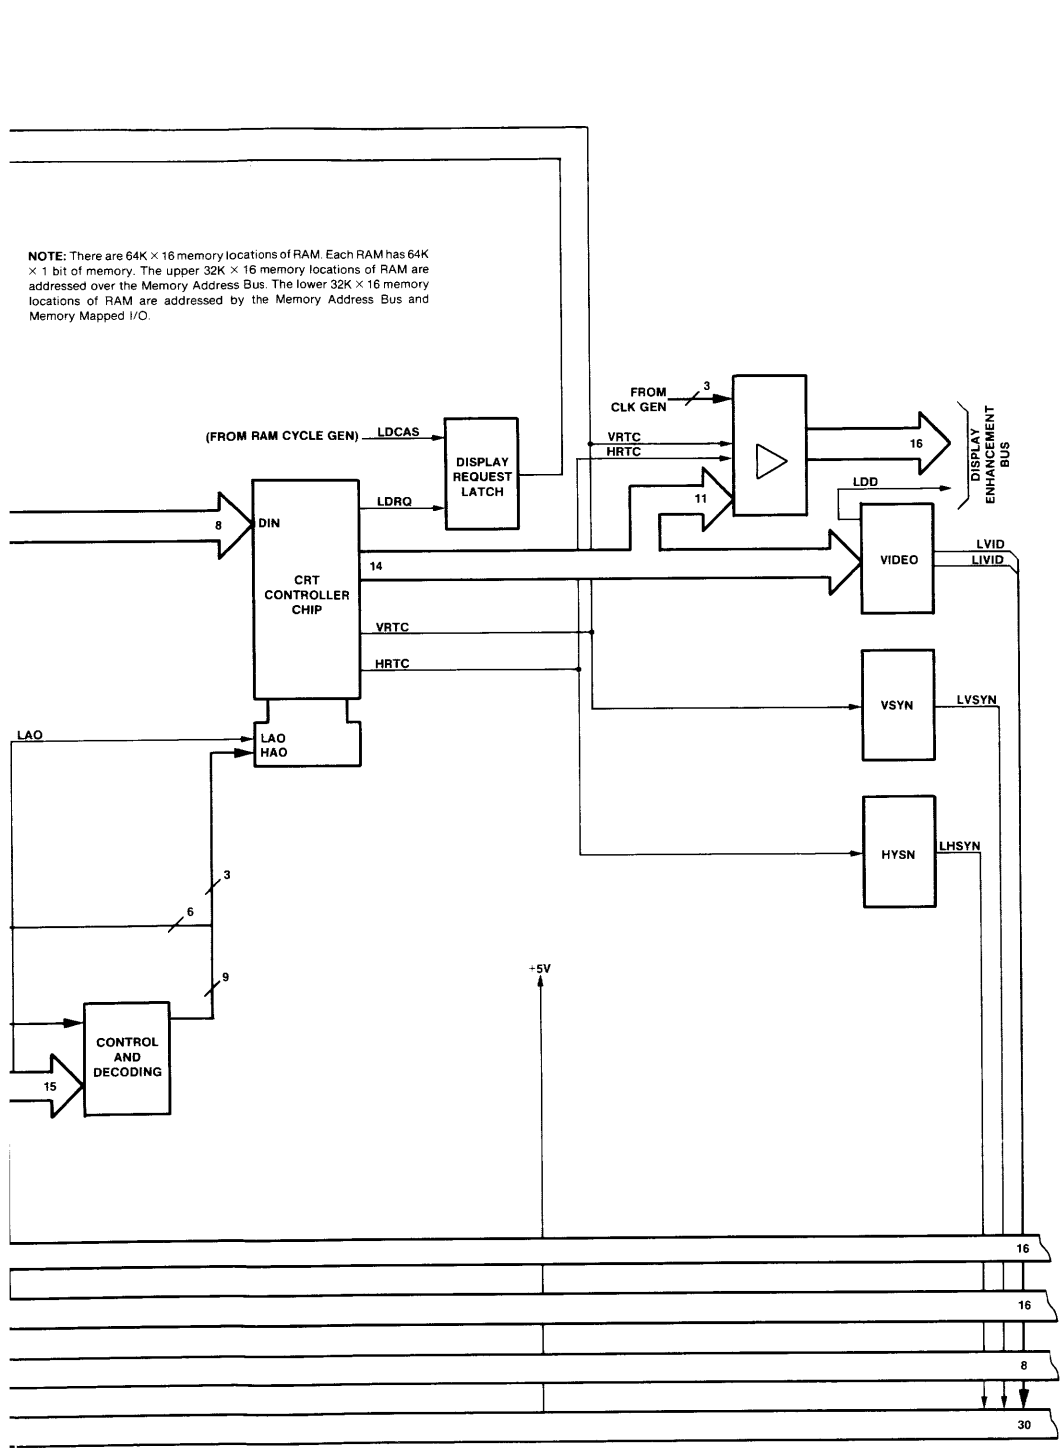 NOTE: There are 64K × 16 memory locations of RAM. Each RAM has 64K
× 1 bit of memory. The upper 32K × 16 memory locations of RAM are
addressed over the Memory Address Bus. The lower 32K × 16 memory
locations of RAM are addressed by the Memory Address Bus and
Memory Mapped I/O.
FROM
CLK GEN
3
VRTC
HRTC
11
16
DISPLAY
ENHANCEMENT
BUS
(FROM RAM CYCLE GEN)
LDCAS
LDRQ
DISPLAY
REQUEST
LATCH
LDD
8
DIN
CRT
CONTROLLER
CHIP
14
VIDEO
LVID
LIVID
VRTC
HRTC
VSYN
LVSYN
LAO
LAO
HAO
HYSN
LHSYN
3
6
9
+5V
CONTROL
AND
DECODING
15
16
16
8
30